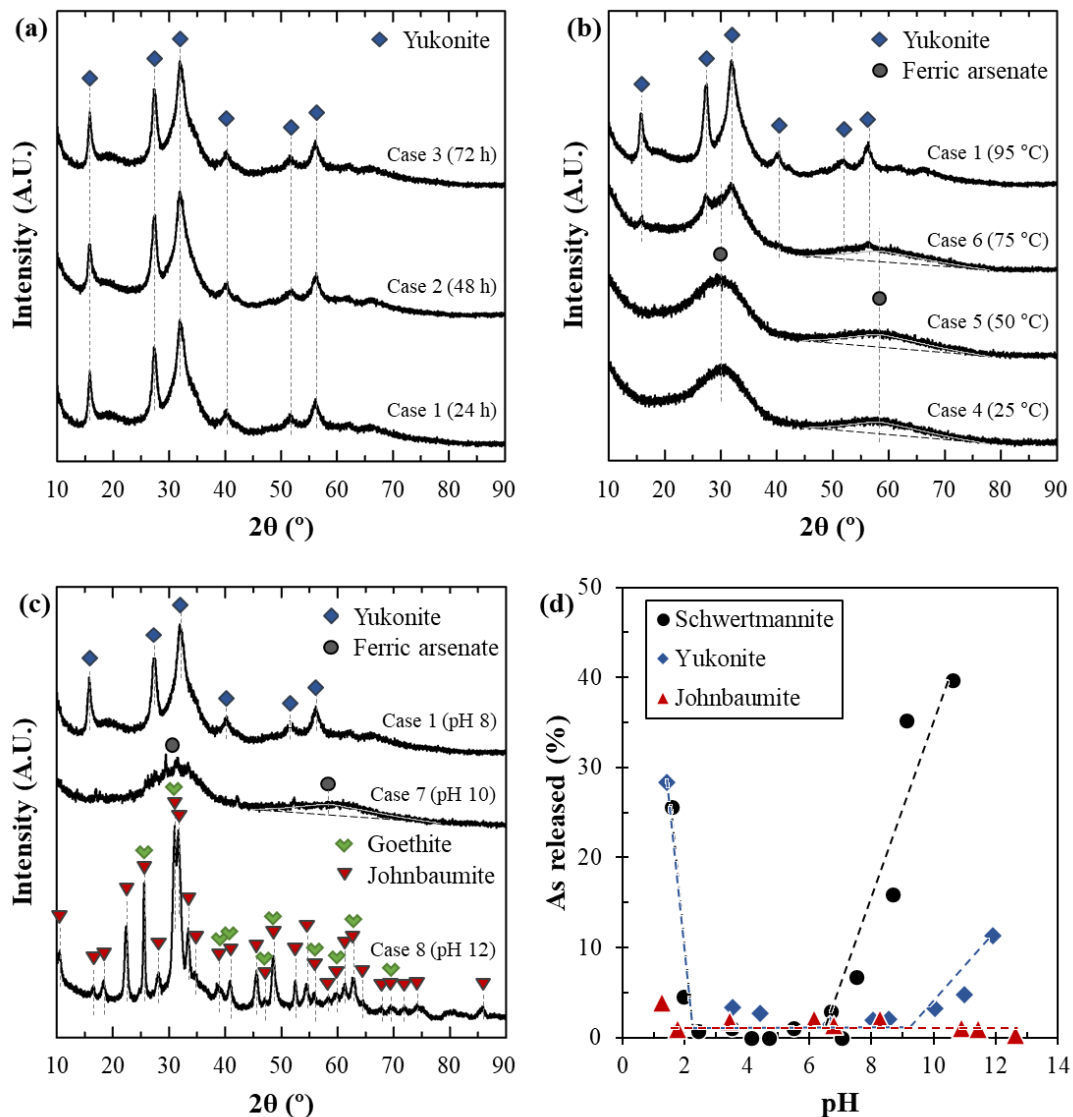 (a)
Yukonite
Case 3 (72 h)
Case 2 (48 h)
Case 1 (24 h)
Intensity (A.U.)
10 20 30 40 50 60 70 80 90
2θ (º)
(b)
Yukonite
Ferric arsenate
Case 1 (95 °C)
Case 6 (75 °C)
Case 5 (50 °C)
Case 4 (25 °C)
Intensity (A.U.)
10 20 30 40 50 60 70 80 90
2θ (º)
(c)
Yukonite
Ferric arsenate
Case 1 (pH 8)
Case 7 (pH 10)
Goethite
Johnbaumite
Case 8 (pH 12)
Intensity (A.U.)
10 20 30 40 50 60 70 80 90
2θ (º)
(d)
Schwertmannite
Yukonite
Johnbaumite
As released (%)
50
40
30
20
10
0
0 2 4 6 8 10 12 14
pH